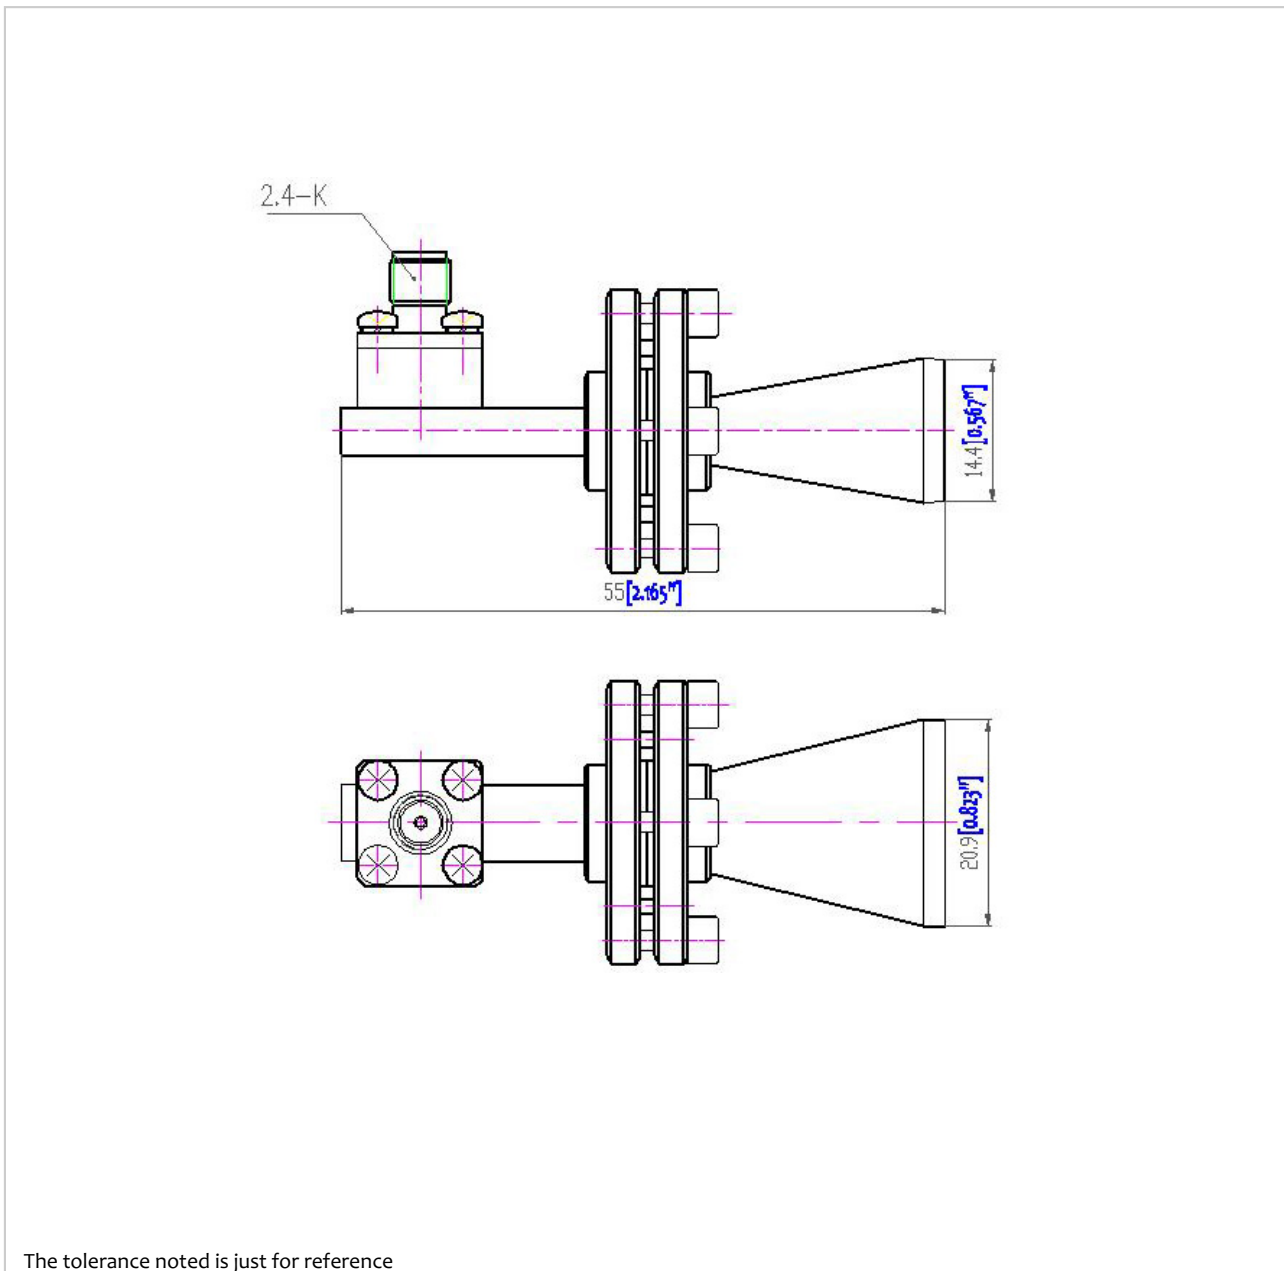 2.4-K
14.4[0.567"]
55[2.165"]
20.9[0.823"]
The tolerance noted is just for reference